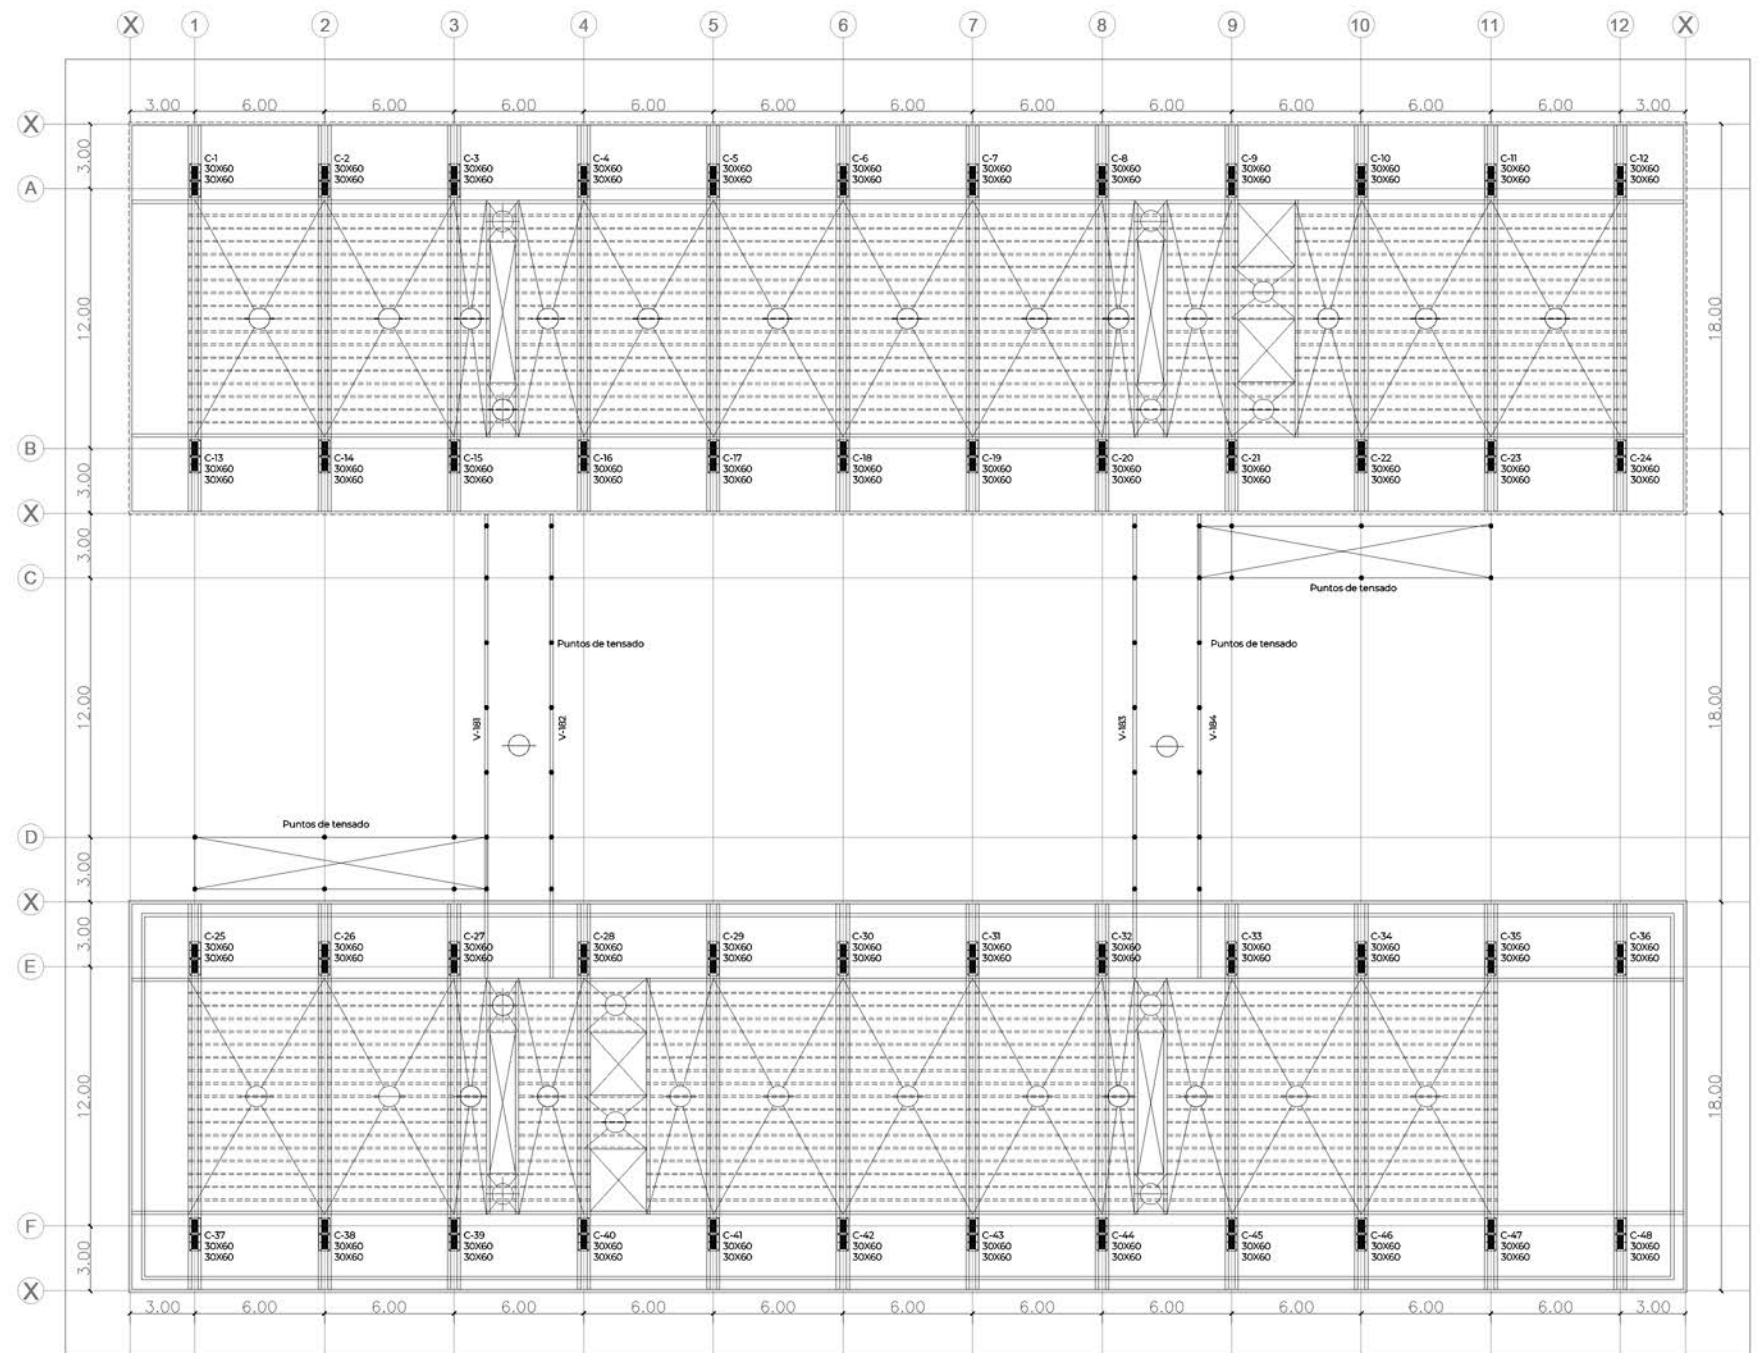 X 1 2 3 4 5 6 7 8 9 10 11 12 X
3.00 6.00 6.00 6.00 6.00 6.00 6.00 6.00 6.00 6.00 6.00 6.00 3.00
X
3.00
C-1 C-2 C-3 C-4 C-5 C-6 C-7 C-8 C-9 C-10 C-11 C-12
30X60 30X60 30X60 30X60 30X60 30X60 30X60 30X60 30X60 30X60 30X60 30X60
30X60 30X60 30X60 30X60 30X60 30X60 30X60 30X60 30X60 30X60 30X60 30X60
A
12.00
18.00
B
C-13 C-14 C-15 C-16 C-17 C-18 C-19 C-20 C-21 C-22 C-23 C-24
30X60 30X60 30X60 30X60 30X60 30X60 30X60 30X60 30X60 30X60 30X60 30X60
30X60 30X60 30X60 30X60 30X60 30X60 30X60 30X60 30X60 30X60 30X60 30X60
3.00
X
3.00
C
Puntos de tensado
Puntos de tensado
Puntos de tensado
12.00
18.00
V-181
V-182
V-183
V-184
Puntos de tensado
D
3.00
X
3.00
C-25 C-26 C-27 C-28 C-29 C-30 C-31 C-32 C-33 C-34 C-35 C-36
30X60 30X60 30X60 30X60 30X60 30X60 30X60 30X60 30X60 30X60 30X60 30X60
30X60 30X60 30X60 30X60 30X60 30X60 30X60 30X60 30X60 30X60 30X60 30X60
E
12.00
18.00
F
C-37 C-38 C-39 C-40 C-41 C-42 C-43 C-44 C-45 C-46 C-47 C-48
30X60 30X60 30X60 30X60 30X60 30X60 30X60 30X60 30X60 30X60 30X60 30X60
30X60 30X60 30X60 30X60 30X60 30X60 30X60 30X60 30X60 30X60 30X60 30X60
3.00
X
3.00 6.00 6.00 6.00 6.00 6.00 6.00 6.00 6.00 6.00 6.00 6.00 3.00